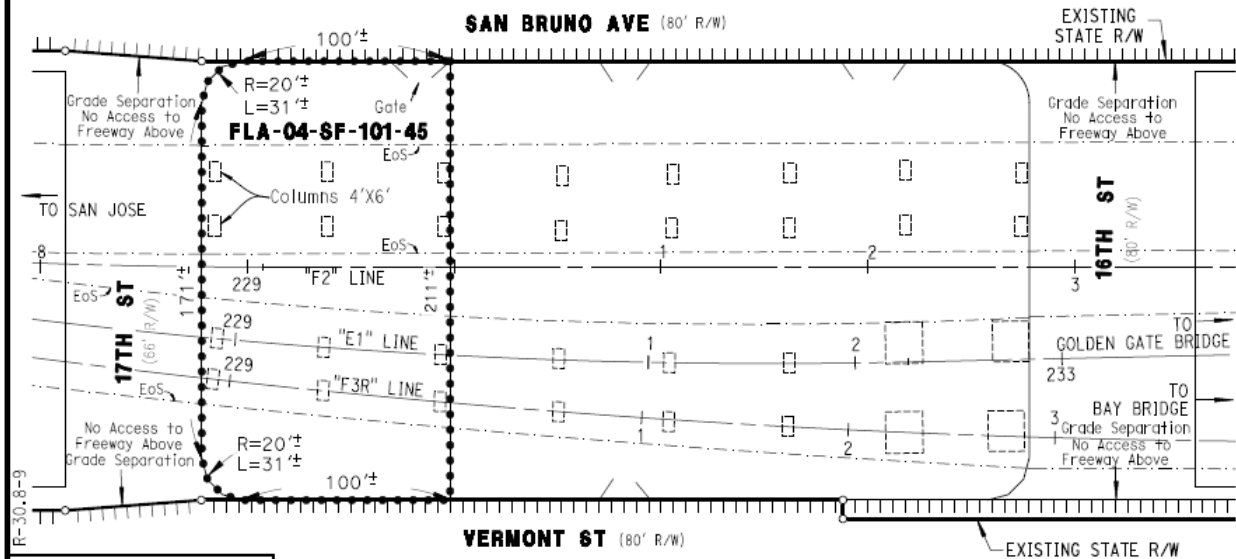 SAN BRUNO AVE (80' R/W)
EXISTING
STATE R/W
100'±
R=20'±
L=31'±
Gate
Grade Separation
No Access to
Freeway Above
FLA-04-SF-101-45
EoS
Grade Separation
No Access to
Freeway Above
Columns 4'X6'
TO SAN JOSE
16TH ST
(80' R/W)
EoS
8
1
2
3
229
"F2" LINE
EoS
171'±
211'±
17TH ST
(66' R/W)
229
"E1" LINE
1
2
233
TO
GOLDEN GATE BRIDGE
229
"F3R" LINE
EoS
1
2
3
TO
BAY BRIDGE
Grade Separation
No Access to
Freeway Above
No Access to
Freeway Above
Grade Separation
R=20'±
L=31'±
100'±
R-30.8-9
VERMONT ST (80' R/W)
EXISTING STATE R/W